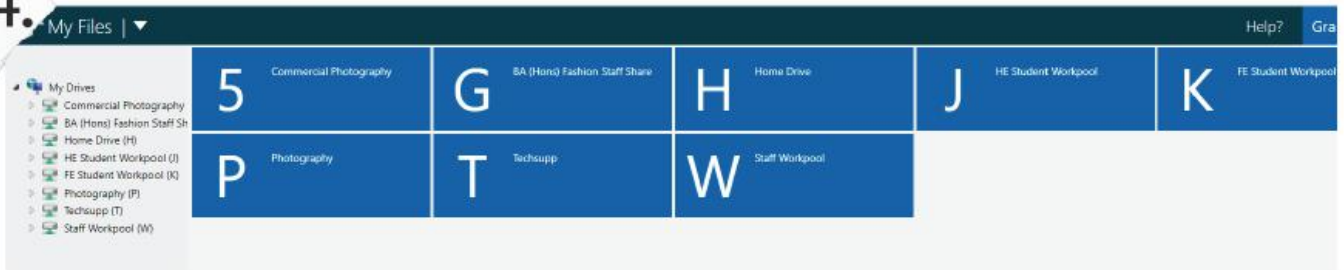 4.
My Files | ▼
Help?
Gra
My Drives
Commercial Photography
BA (Hons) Fashion Staff Sh
Home Drive (H)
HE Student Workpool (J)
FE Student Workpool (K)
Photography (P)
Techsupp (T)
Staff Workpool (W)
5 Commercial Photography
G BA (Hons) Fashion Staff Share
H Home Drive
J HE Student Workpool
K FE Student Workpool
P Photography
T Techsupp
W Staff Workpool